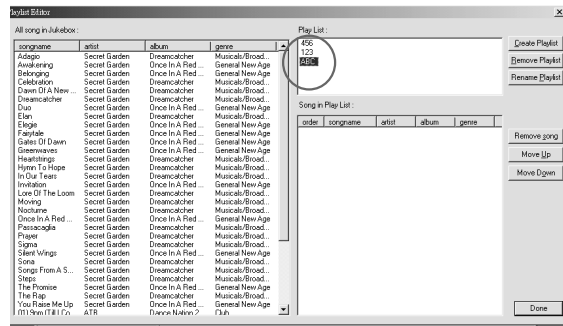 Playlist Editor
All song in Jukebox :
songname artist album genre
Adagio Secret Garden Dreamcatcher Musicals/Broad...
Awakening Secret Garden Once In A Red ... General New Age
Belonging Secret Garden Once In A Red ... General New Age
Celebration Secret Garden Dreamcatcher Musicals/Broad...
Dawn Of A New ... Secret Garden Once In A Red ... General New Age
Dreamcatcher Secret Garden Dreamcatcher Musicals/Broad...
Duo Secret Garden Once In A Red ... General New Age
Elan Secret Garden Dreamcatcher Musicals/Broad...
Elegie Secret Garden Once In A Red ... General New Age
Fairytale Secret Garden Once In A Red ... General New Age
Gates Of Dawn Secret Garden Once In A Red ... General New Age
Greenwaves Secret Garden Once In A Red ... General New Age
Heartstrings Secret Garden Dreamcatcher Musicals/Broad...
Hymn To Hope Secret Garden Dreamcatcher Musicals/Broad...
In Our Tears Secret Garden Dreamcatcher Musicals/Broad...
Invitation Secret Garden Once In A Red ... General New Age
Lore Of The Loom Secret Garden Dreamcatcher Musicals/Broad...
Moving Secret Garden Dreamcatcher Musicals/Broad...
Nocturne Secret Garden Dreamcatcher Musicals/Broad...
Once In A Red ... Secret Garden Once In A Red ... General New Age
Passacaglia Secret Garden Dreamcatcher Musicals/Broad...
Prayer Secret Garden Dreamcatcher Musicals/Broad...
Sigma Secret Garden Dreamcatcher Musicals/Broad...
Silent Wings Secret Garden Once In A Red ... General New Age
Sona Secret Garden Dreamcatcher Musicals/Broad...
Songs From A S... Secret Garden Dreamcatcher Musicals/Broad...
Steps Secret Garden Dreamcatcher Musicals/Broad...
The Promise Secret Garden Once In A Red ... General New Age
The Rap Secret Garden Dreamcatcher Musicals/Broad...
You Raise Me Up Secret Garden Once In A Red ... General New Age
01) 9pm (Till I Co... ATB Dance Nation 2 Club
Play List :
456
123
ABC
Create Playlist
Remove Playlist
Rename Playlist
Song in Play List :
order songname artist album genre
Remove song
Move Up
Move Down
Done